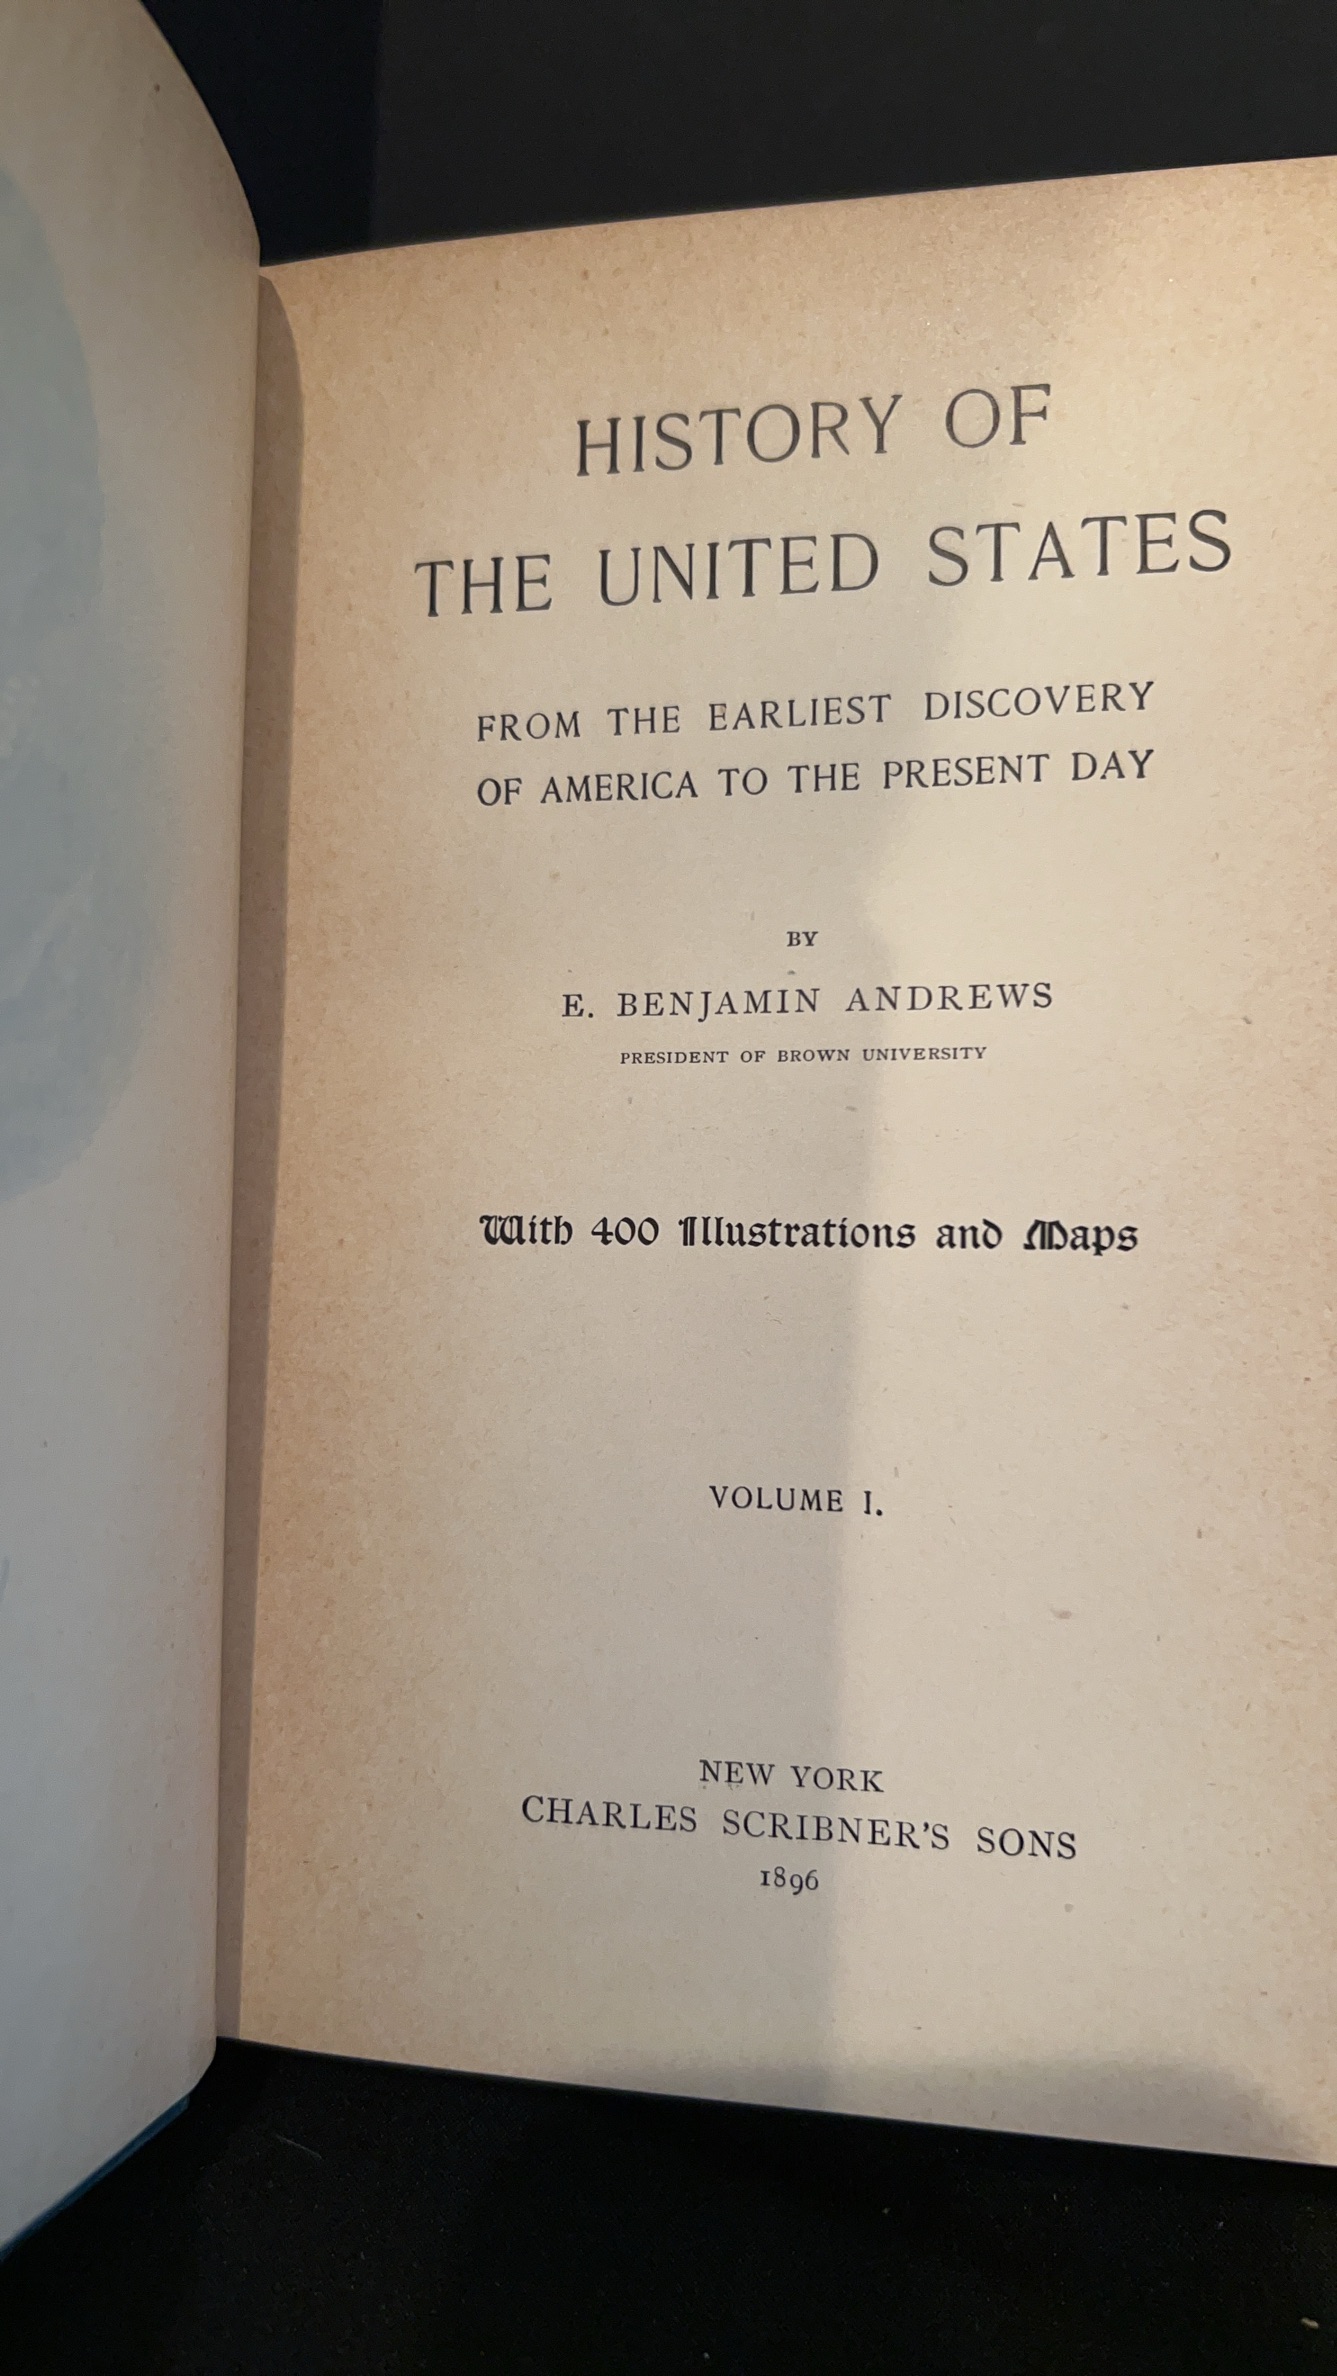 HISTORY OF
THE UNITED STATES
FROM THE EARLIEST DISCOVERY
OF AMERICA TO THE PRESENT DAY
BY
E. BENJAMIN ANDREWS
PRESIDENT OF BROWN UNIVERSITY
With 400 Illustrations and Maps
VOLUME I.
NEW YORK
CHARLES SCRIBNER'S SONS
1896